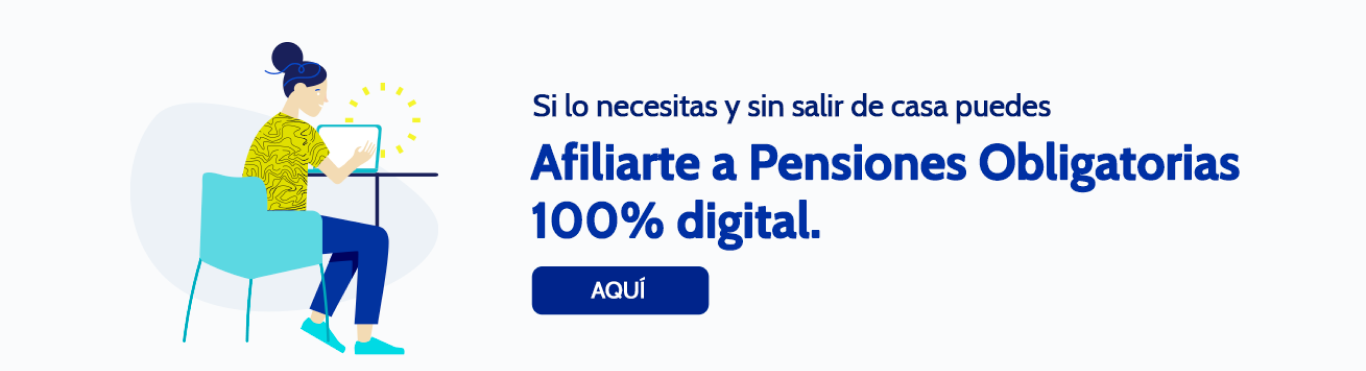 Si lo necesitas y sin salir de casa puedes
Afiliarte a Pensiones Obligatorias
100% digital.
AQUÍ